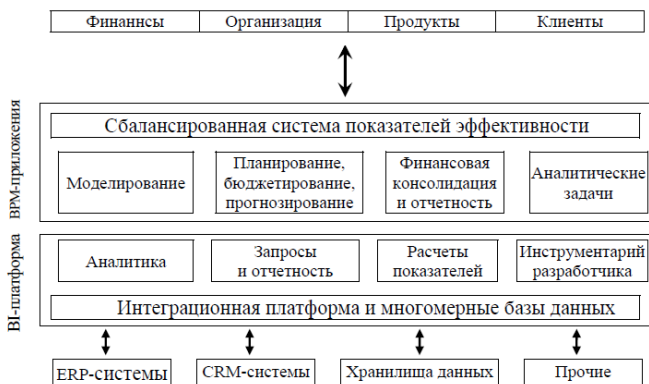 Финаннсы Организация Продукты Клиенты
BPM-приложения
Сбалансированная система показателей эффективности
Моделирование
Планирование,
бюджетирование,
прогнозирование
Финансовая
консолидация
и отчетность
Аналитические
задачи
BI-платформа
Аналитика
Запросы
и отчетность
Расчеты
показателей
Инструментарий
разработчика
Интеграционная платформа и многомерные базы данных
ERP-системы CRM-системы Хранилища данных Прочие